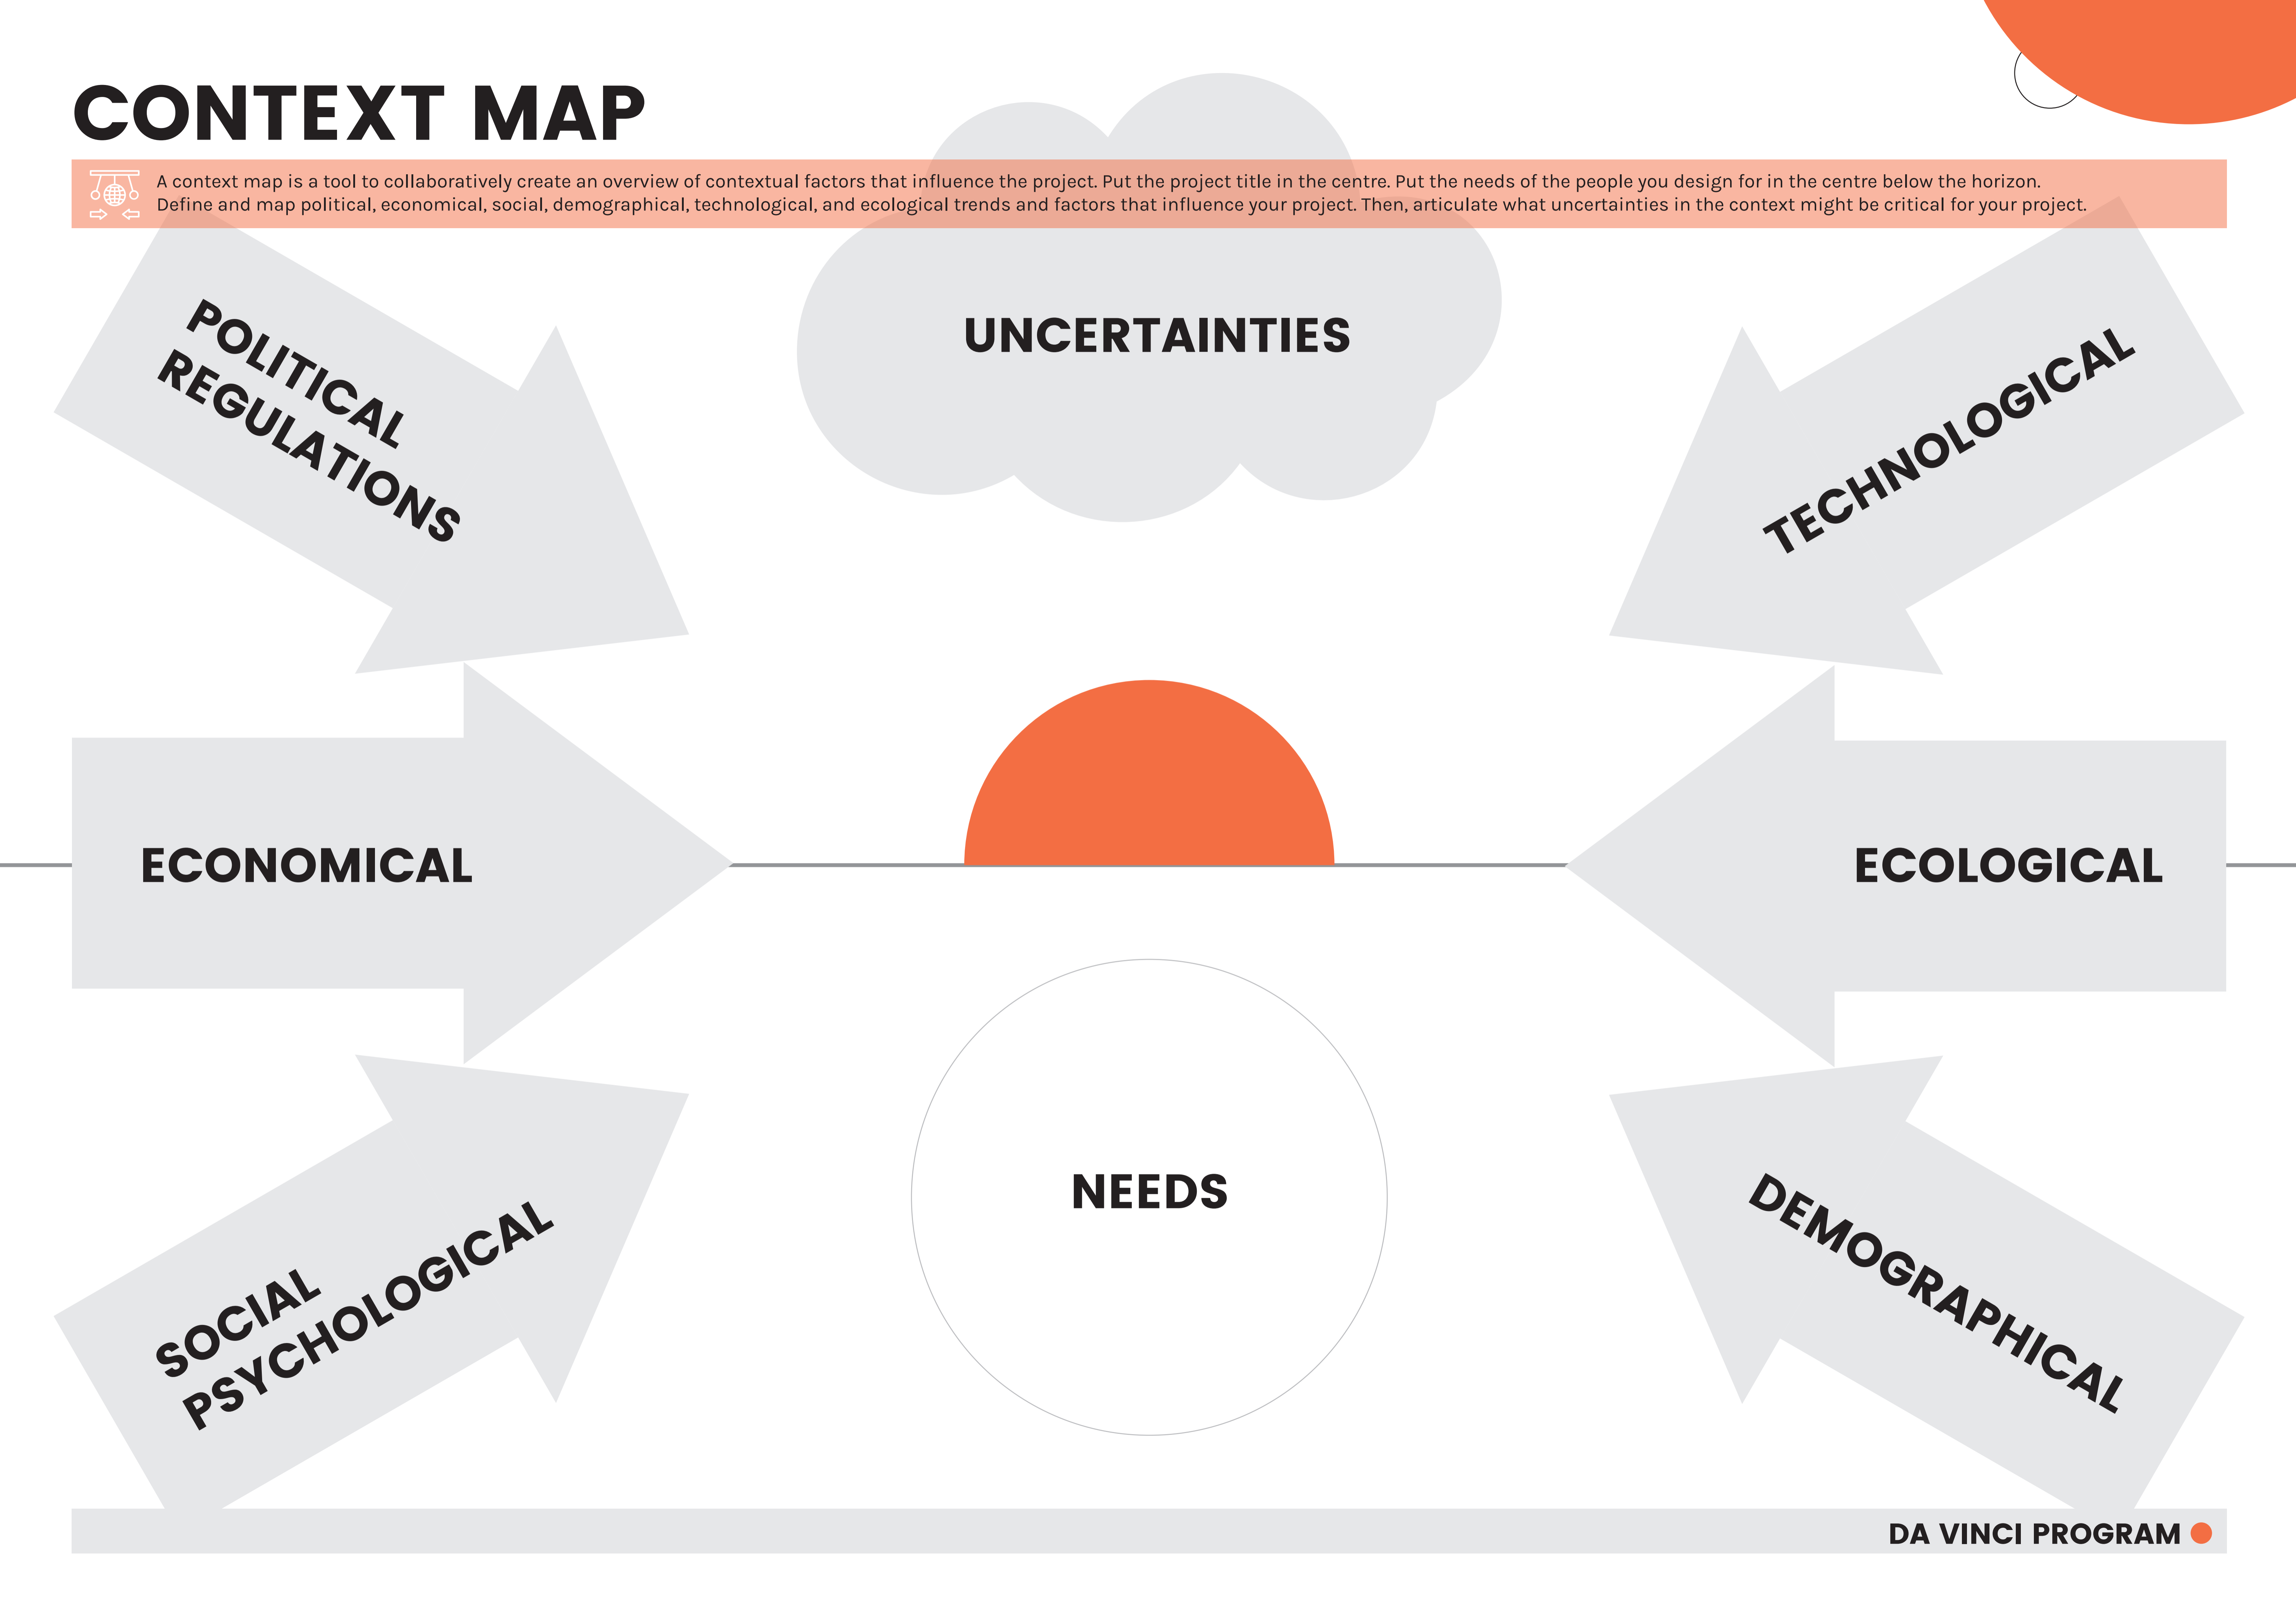 CONTEXT MAP
A context map is a tool to collaboratively create an overview of contextual factors that influence the project. Put the project title in the centre. Put the needs of the people you design for in the centre below the horizon.
Define and map political, economical, social, demographical, technological, and ecological trends and factors that influence your project. Then, articulate what uncertainties in the context might be critical for your project.
POLITICAL
REGULATIONS
UNCERTAINTIES
TECHNOLOGICAL
ECONOMICAL
ECOLOGICAL
SOCIAL
PSYCHOLOGICAL
NEEDS
DEMOGRAPHICAL
DA VINCI PROGRAM